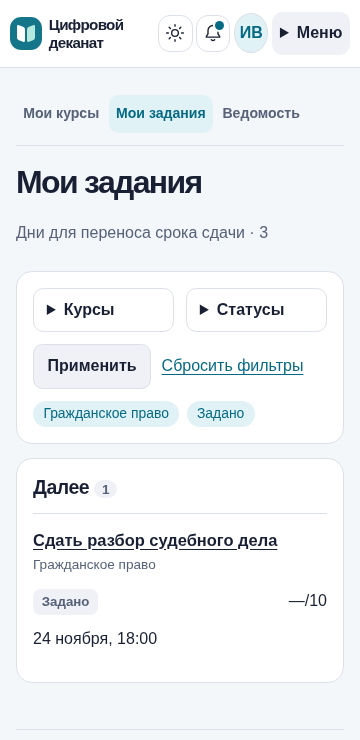 Цифровой
деканат
ИВ
Меню
Мои курсы Мои задания Ведомость
Мои задания
Дни для переноса срока сдачи · 3
Курсы Статусы
Применить Сбросить фильтры
Гражданское право Задано
Далее 1
Сдать разбор судебного дела
Гражданское право
Задано —/10
24 ноября, 18:00